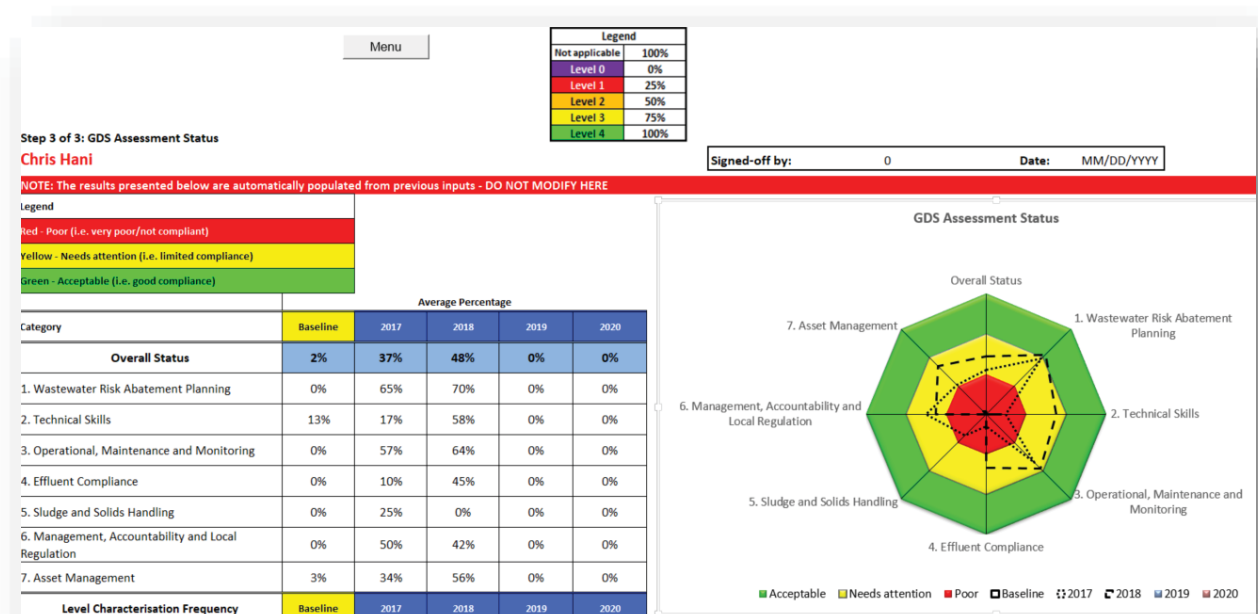 Menu
Legend
Not applicable 100%
Level 0 0%
Level 1 25%
Level 2 50%
Level 3 75%
Level 4 100%
Step 3 of 3: GDS Assessment Status
Chris Hani
Signed-off by: 0 Date: MM/DD/YYYY
NOTE: The results presented below are automatically populated from previous inputs - DO NOT MODIFY HERE
Legend
Red - Poor (i.e. very poor/not compliant)
Yellow - Needs attention (i.e. limited compliance)
Green - Acceptable (i.e. good compliance)
Average Percentage
Category Baseline 2017 2018 2019 2020
Overall Status 2% 37% 48% 0% 0%
1. Wastewater Risk Abatement Planning 0% 65% 70% 0% 0%
2. Technical Skills 13% 17% 58% 0% 0%
3. Operational, Maintenance and Monitoring 0% 57% 64% 0% 0%
4. Effluent Compliance 0% 10% 45% 0% 0%
5. Sludge and Solids Handling 0% 25% 0% 0% 0%
6. Management, Accountability and Local
Regulation 0% 50% 42% 0% 0%
7. Asset Management 3% 34% 56% 0% 0%
Level Characterisation Frequency Baseline 2017 2018 2019 2020
GDS Assessment Status
Overall Status
1. Wastewater Risk Abatement
Planning
2. Technical Skills
3. Operational, Maintenance and
Monitoring
4. Effluent Compliance
5. Sludge and Solids Handling
6. Management, Accountability and
Local Regulation
7. Asset Management
Acceptable Needs attention Poor Baseline 2017 2018 2019 2020